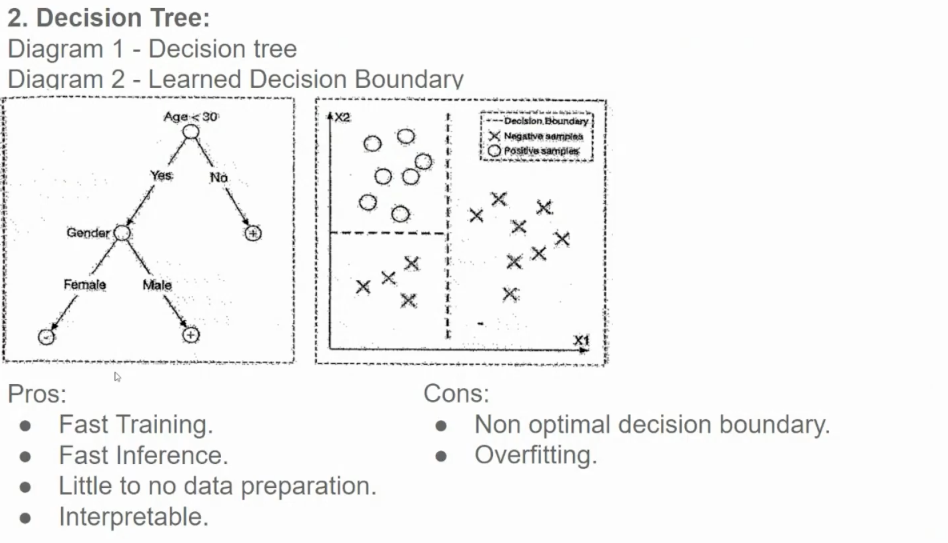 2. Decision Tree:
Diagram 1 - Decision tree
Diagram 2 - Learned Decision Boundary
Age < 30
Yes
No
Gender
+
Female
Male
-
+
X2
Decision Boundary
Negative samples
Positive samples
X1
Pros:
● Fast Training.
● Fast Inference.
● Little to no data preparation.
● Interpretable.
Cons:
● Non optimal decision boundary.
● Overfitting.